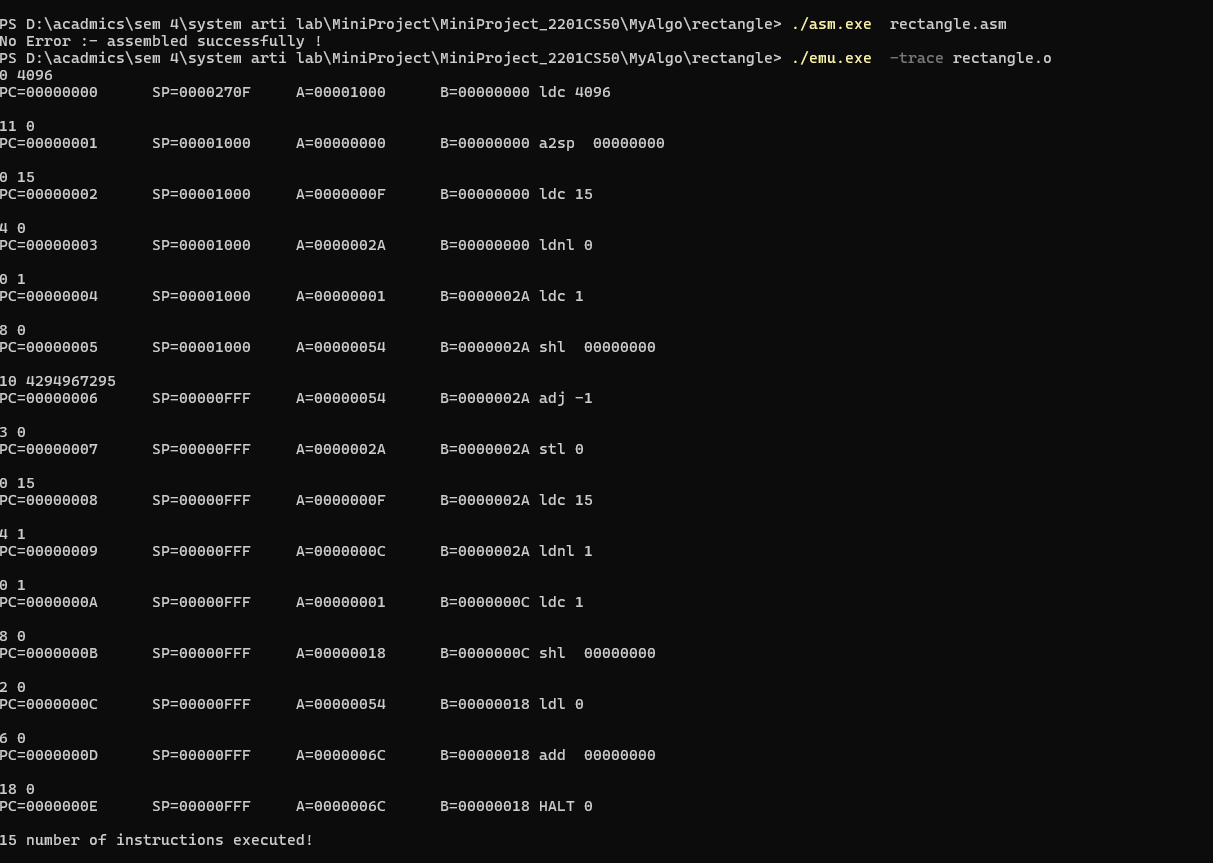 PS D:\acadmics\sem 4\system arti lab\MiniProject\MiniProject_2201CS50\MyAlgo\rectangle> ./asm.exe  rectangle.asm
No Error :- assembled successfully !
PS D:\acadmics\sem 4\system arti lab\MiniProject\MiniProject_2201CS50\MyAlgo\rectangle> ./emu.exe  -trace rectangle.o
0 4096
PC=00000000      SP=0000270F     A=00001000      B=00000000 ldc 4096
11 0
PC=00000001      SP=00001000     A=00000000      B=00000000 a2sp  00000000
0 15
PC=00000002      SP=00001000     A=0000000F      B=00000000 ldc 15
4 0
PC=00000003      SP=00001000     A=0000002A      B=00000000 ldnl 0
0 1
PC=00000004      SP=00001000     A=00000001      B=0000002A ldc 1
8 0
PC=00000005      SP=00001000     A=00000054      B=0000002A shl  00000000
10 4294967295
PC=00000006      SP=00000FFF     A=00000054      B=0000002A adj -1
3 0
PC=00000007      SP=00000FFF     A=0000002A      B=0000002A stl 0
0 15
PC=00000008      SP=00000FFF     A=0000000F      B=0000002A ldc 15
4 1
PC=00000009      SP=00000FFF     A=0000000C      B=0000002A ldnl 1
0 1
PC=0000000A      SP=00000FFF     A=00000001      B=0000000C ldc 1
8 0
PC=0000000B      SP=00000FFF     A=00000018      B=0000000C shl  00000000
2 0
PC=0000000C      SP=00000FFF     A=00000054      B=00000018 ldl 0
6 0
PC=0000000D      SP=00000FFF     A=0000006C      B=00000018 add  00000000
18 0
PC=0000000E      SP=00000FFF     A=0000006C      B=00000018 HALT 0
15 number of instructions executed!